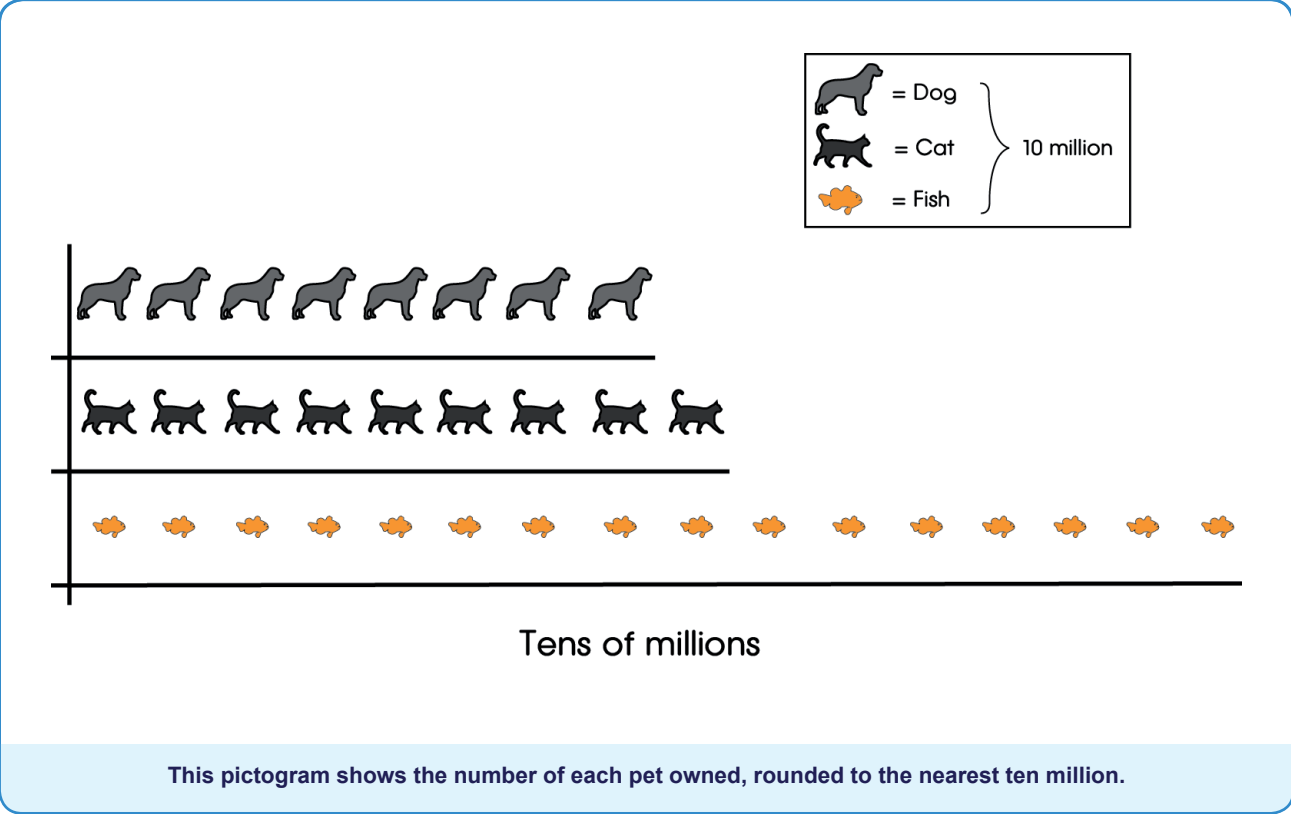 = Dog
= Cat
10 million
= Fish
Tens of millions
This pictogram shows the number of each pet owned, rounded to the nearest ten million.